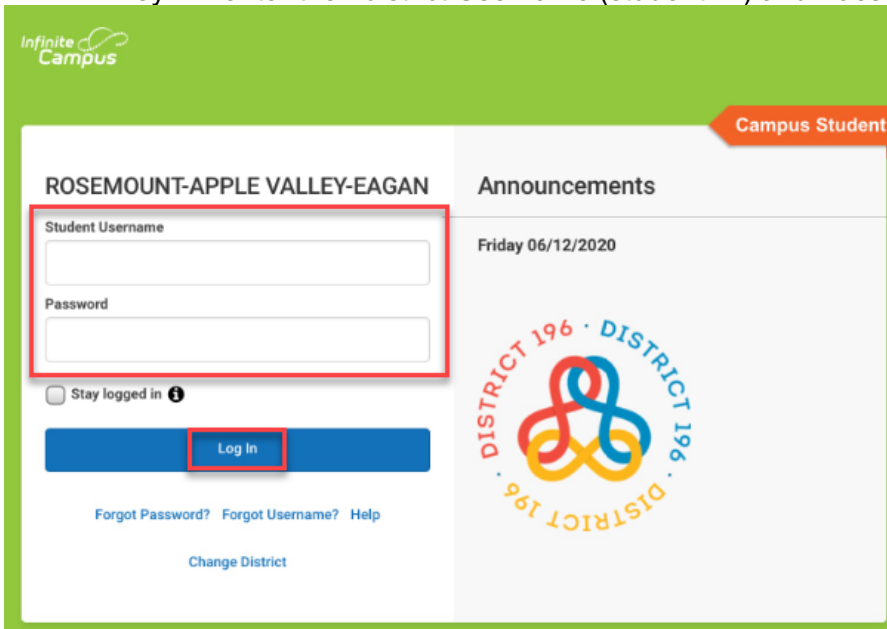 Infinite
Campus
Campus Student
ROSEMOUNT-APPLE VALLEY-EAGAN
Student Username
Password
Stay logged in
Log In
Forgot Password? Forgot Username? Help
Change District
Announcements
Friday 06/12/2020
DISTRICT 196 · DISTRICT 196 · DISTRICT 196 ·